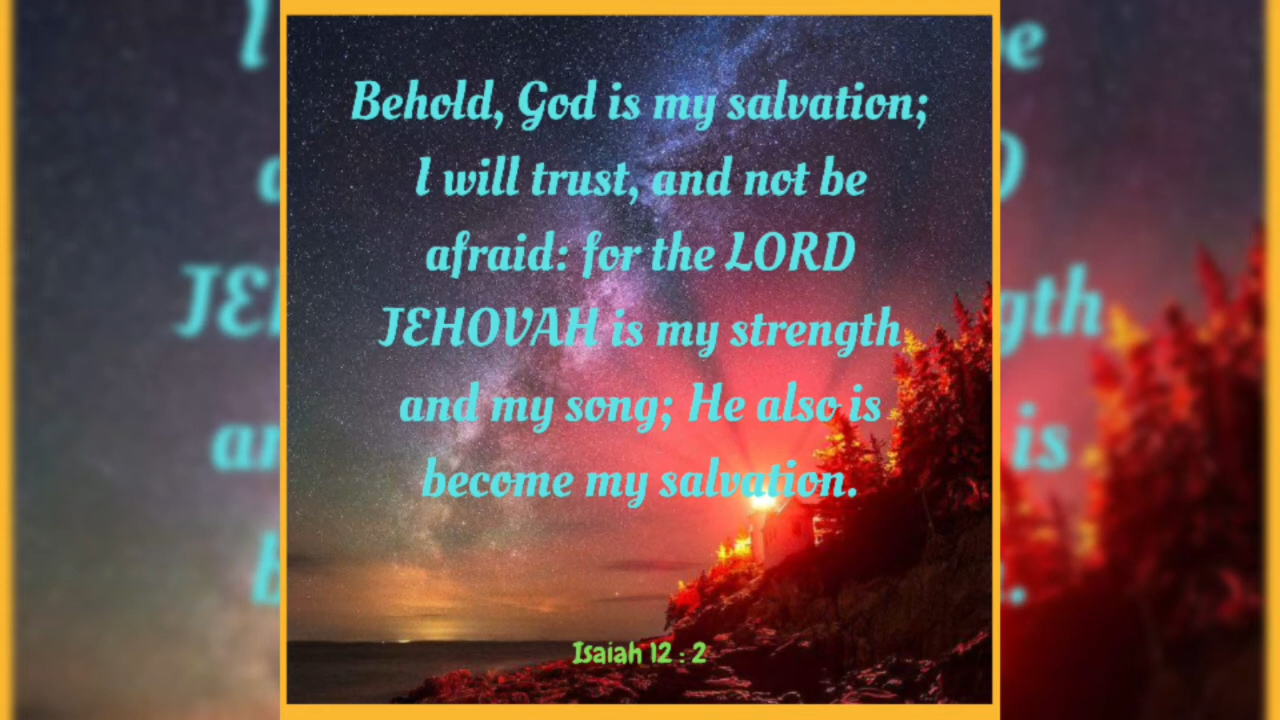 Behold, God is my salvation;
I will trust, and not be
afraid: for the LORD
JEHOVAH is my strength
and my song; He also is
become my salvation.
Isaiah 12 : 2